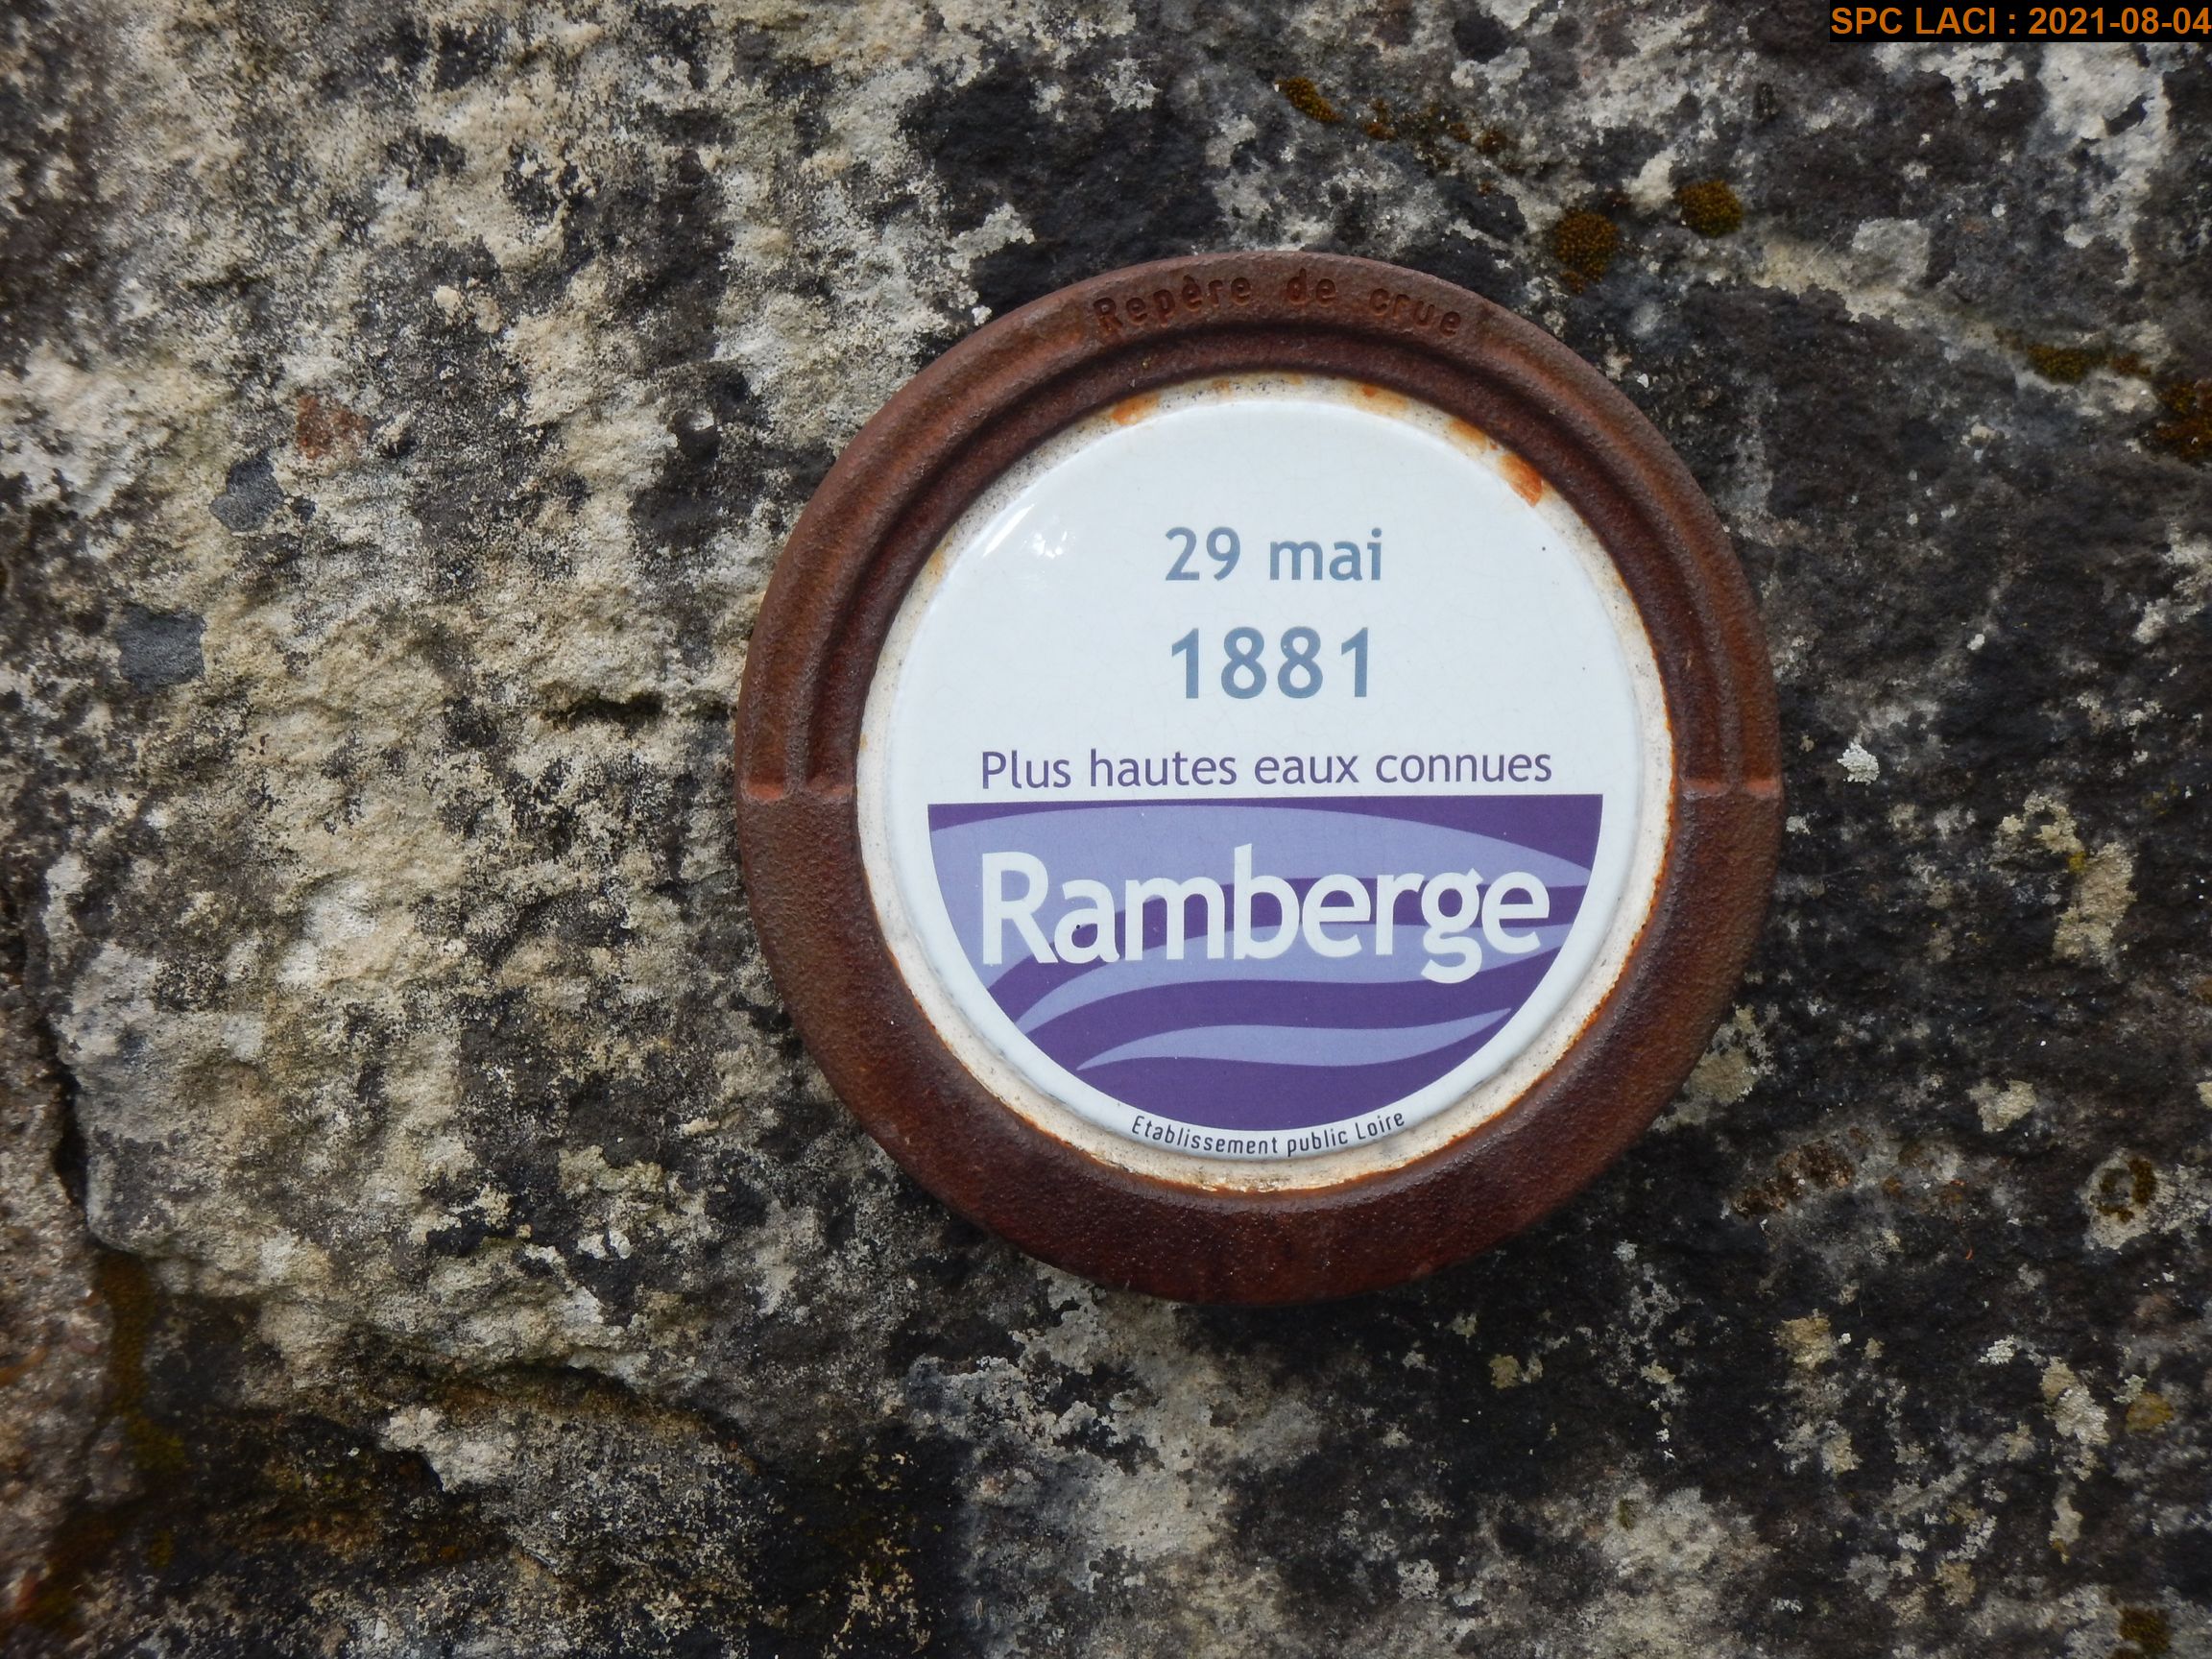 SPC LACI : 2021-08-04
Repère de crue
29 mai
1881
Plus hautes eaux connues
Ramberge
Etablissement public Loire